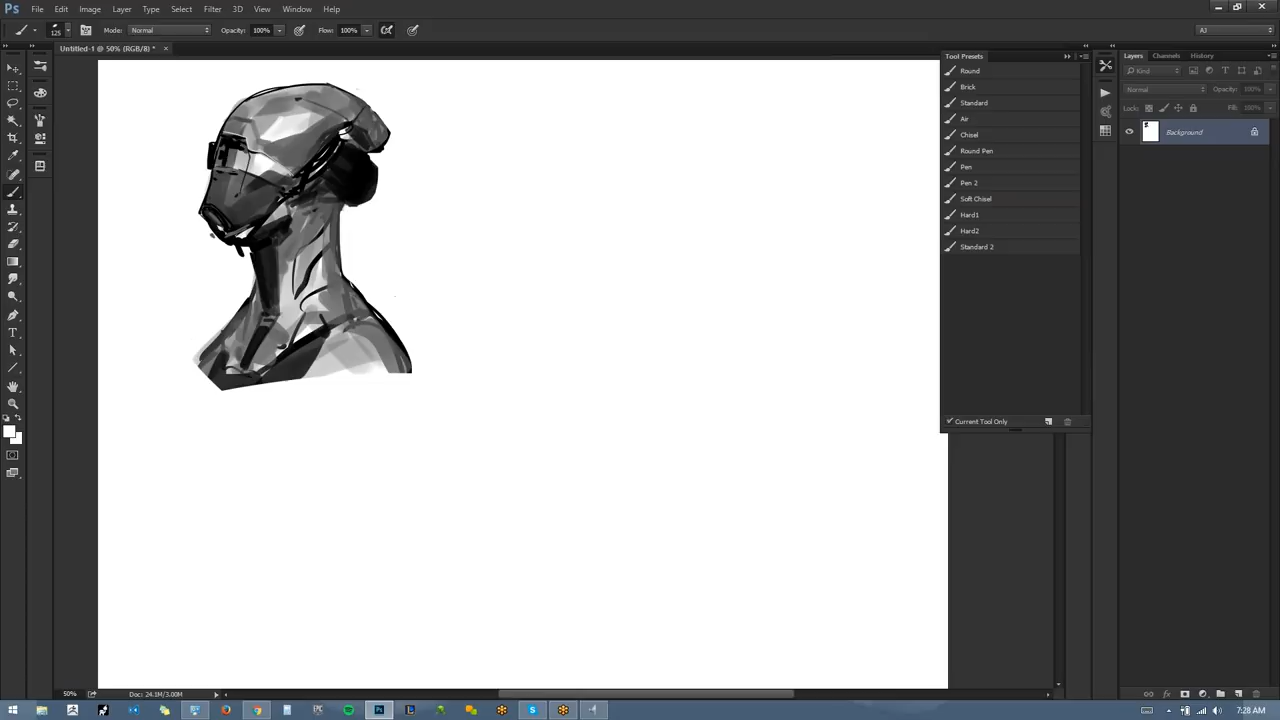 Ps File Edit Image Layer Type Select Filter 3D View Window Help
125 Mode: Normal Opacity: 100% Flow: 100% A3
Untitled-1 @ 50% (RGB/8) * ×
Tool Presets
Round
Brick
Standard
Air
Chisel
Round Pen
Pen
Pen 2
Soft Chisel
Hard1
Hard2
Standard 2
Current Tool Only
Layers Channels History
Kind
Normal Opacity: 100%
Lock: Fill: 100%
Background
50% Doc: 24.1M/3.00M
7:28 AM